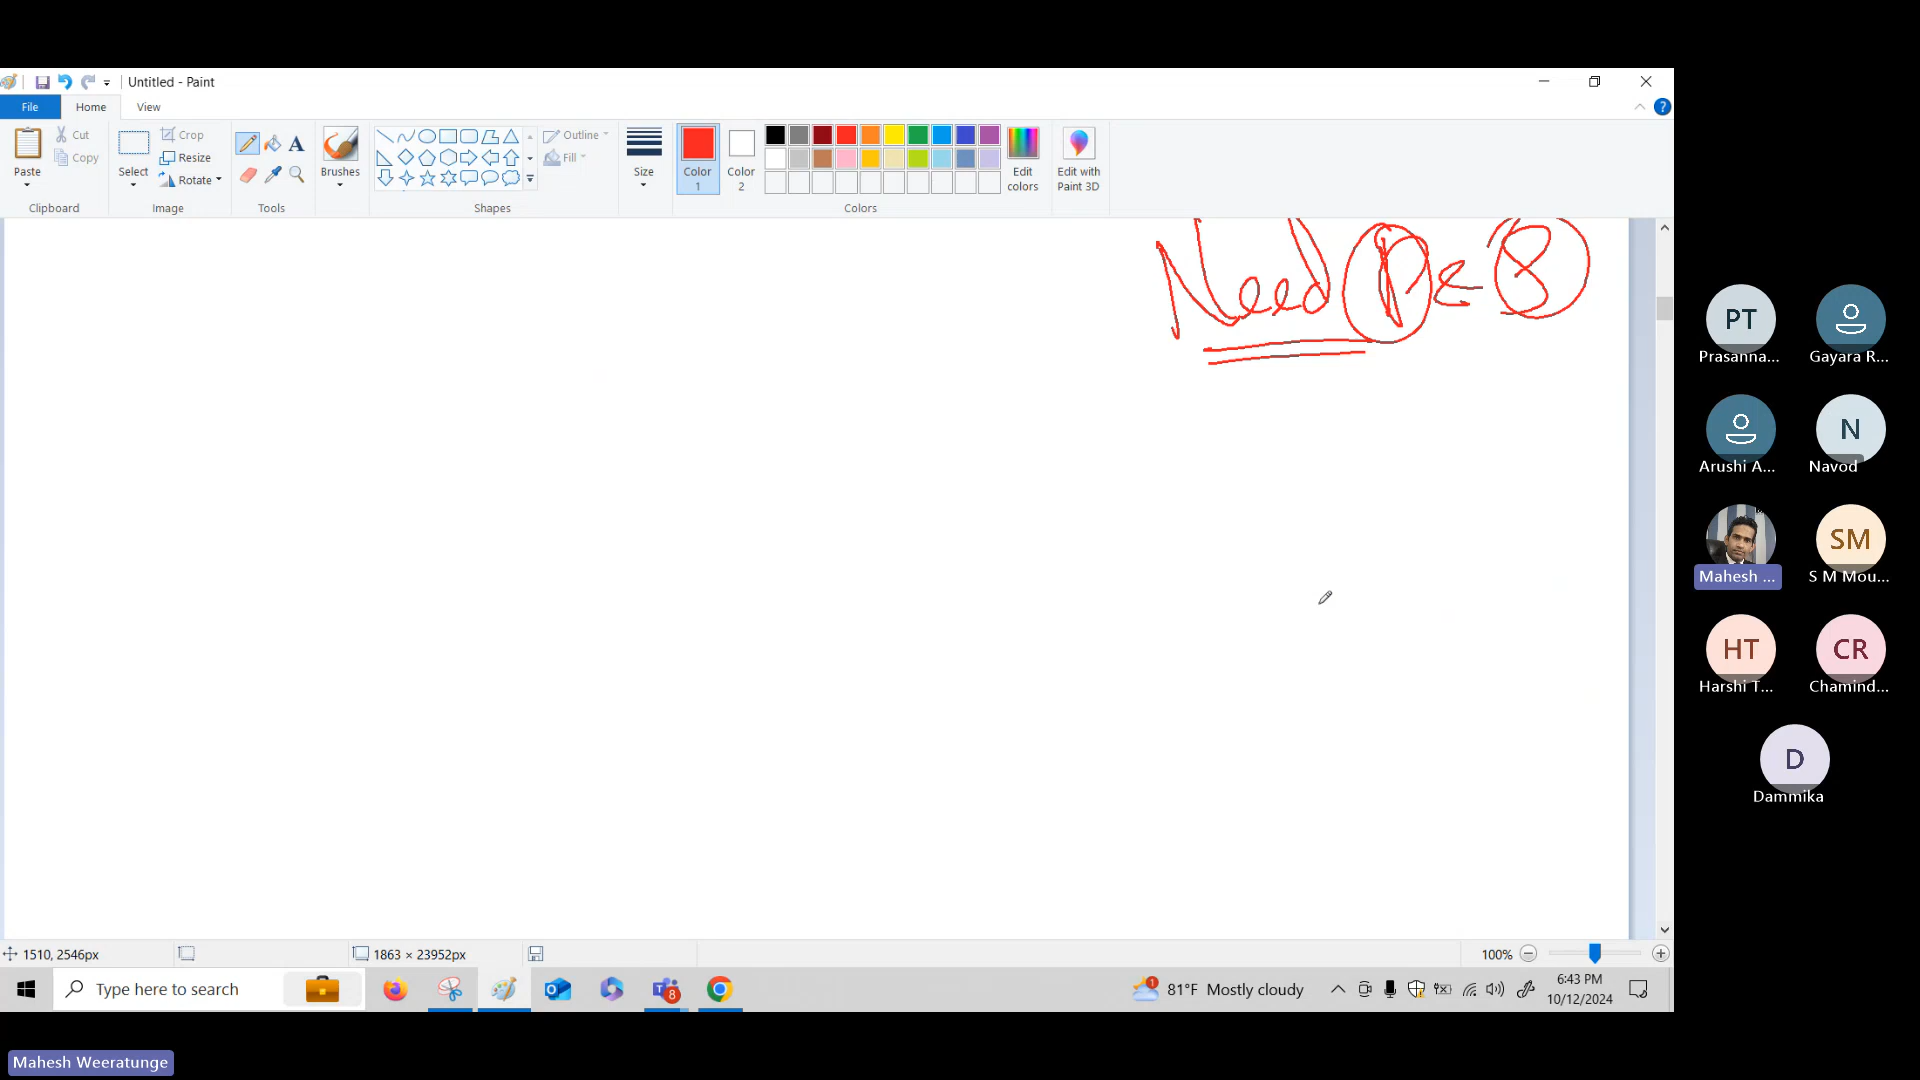 Untitled - Paint
File Home View
Paste
Cut
Copy
Clipboard
Select
Crop
Resize
Rotate
Image
Tools
Brushes
Shapes
Outline
Fill
Size
Color 1
Color 2
Edit colors
Edit with Paint 3D
Colors
Need
8
PT
Prasanna...
Gayara R...
Arushi A...
N
Navod
Mahesh ...
SM
S M Mou...
HT
Harshi T...
CR
Chamind...
D
Dammika
1510, 2546px
1863 × 23952px
100%
Type here to search
8
1
81°F Mostly cloudy
6:43 PM
10/12/2024
Mahesh Weeratunge